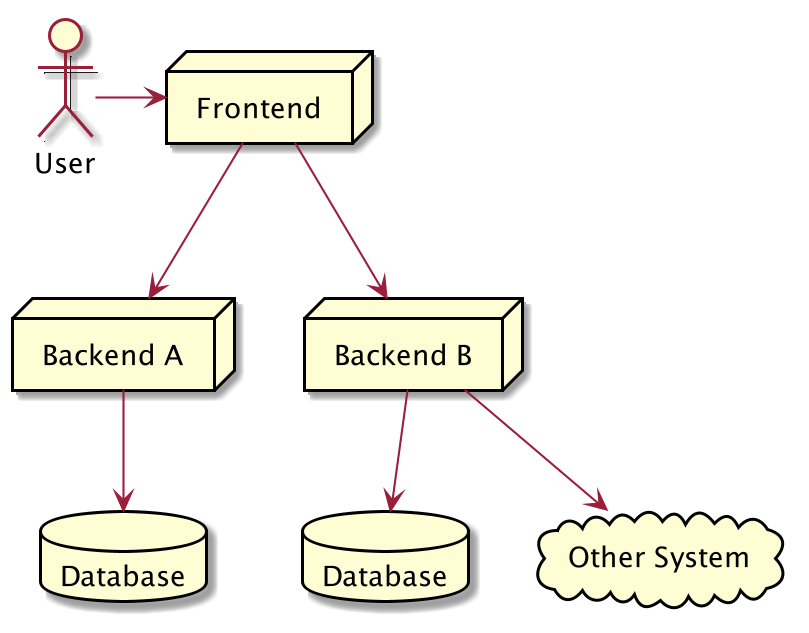 Frontend
User
Backend A
Backend B
Database
Database
Other System